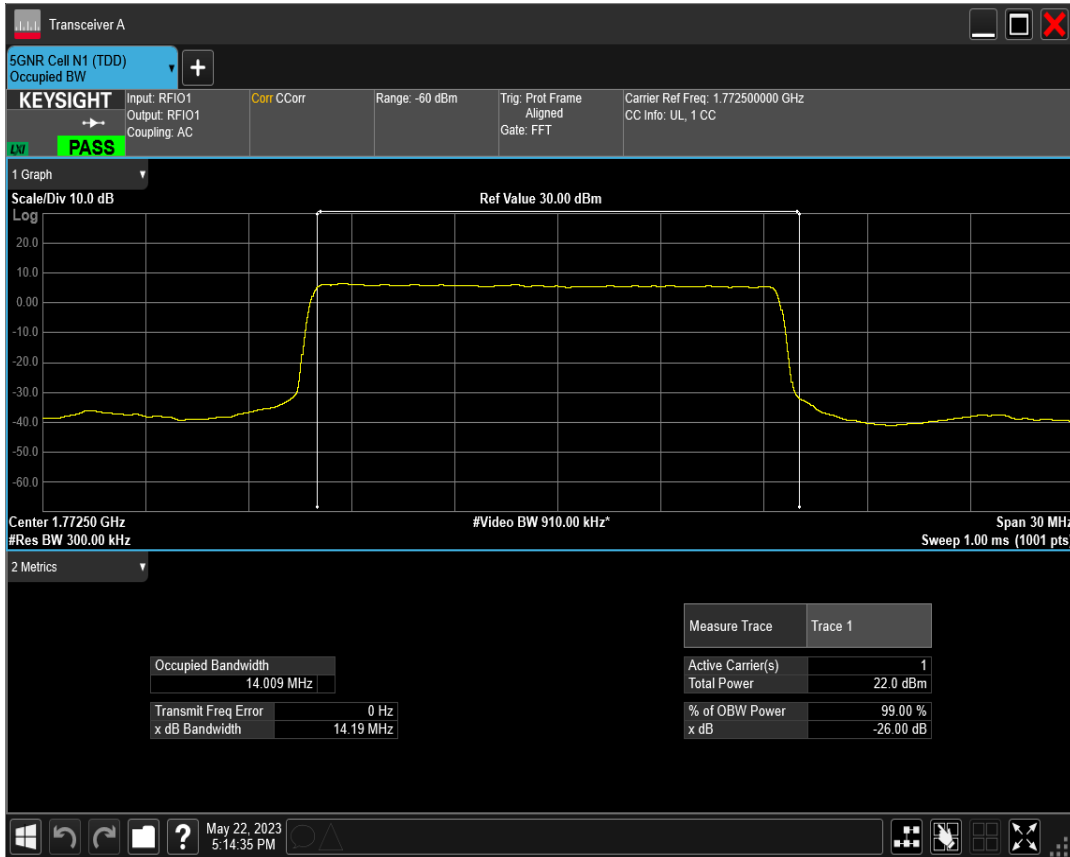 Transceiver A
5GNR Cell N1 (TDD)
Occupied BW
+
KEYSIGHT
LXI
PASS
Input: RFIO1
Output: RFIO1
Coupling: AC
Corr CCorr
Range: -60 dBm
Trig: Prot Frame
Aligned
Gate: FFT
Carrier Ref Freq: 1.772500000 GHz
CC Info: UL, 1 CC
1 Graph
Scale/Div 10.0 dB
Ref Value 30.00 dBm
Log
20.0
10.0
0.00
-10.0
-20.0
-30.0
-40.0
-50.0
-60.0
Center 1.77250 GHz
#Video BW 910.00 kHz*
Span 30 MHz
#Res BW 300.00 kHz
Sweep 1.00 ms (1001 pts)
2 Metrics
Measure Trace Trace 1
Occupied Bandwidth
14.009 MHz
Active Carrier(s) 1
Total Power 22.0 dBm
Transmit Freq Error 0 Hz
x dB Bandwidth 14.19 MHz
% of OBW Power 99.00 %
x dB -26.00 dB
?
May 22, 2023
5:14:35 PM